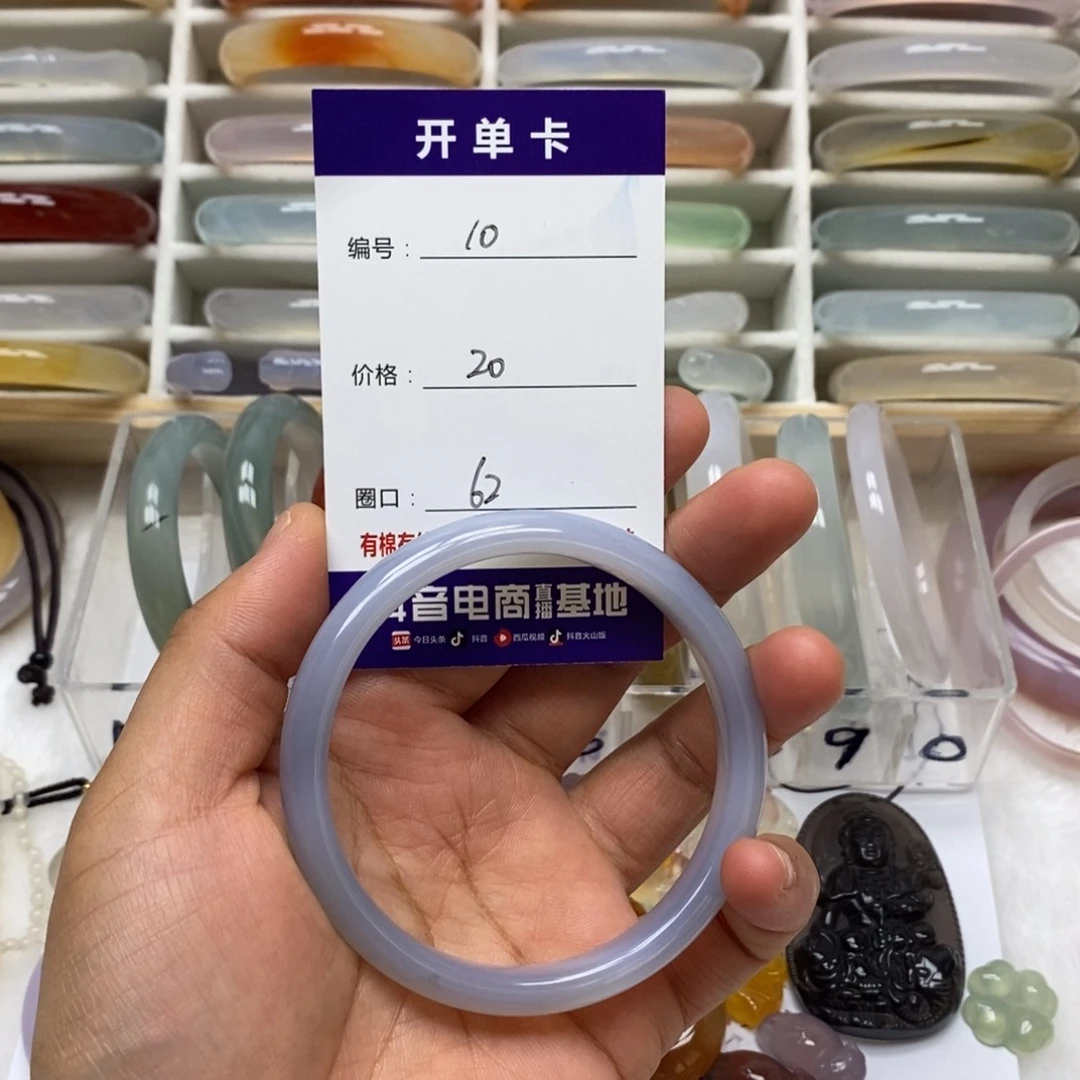 开单卡
编号: 10
价格: 20
圈口: 62
有棉有
音电商直播基地
头条 今日头条 抖音 西瓜视频 抖音火山版
9 0